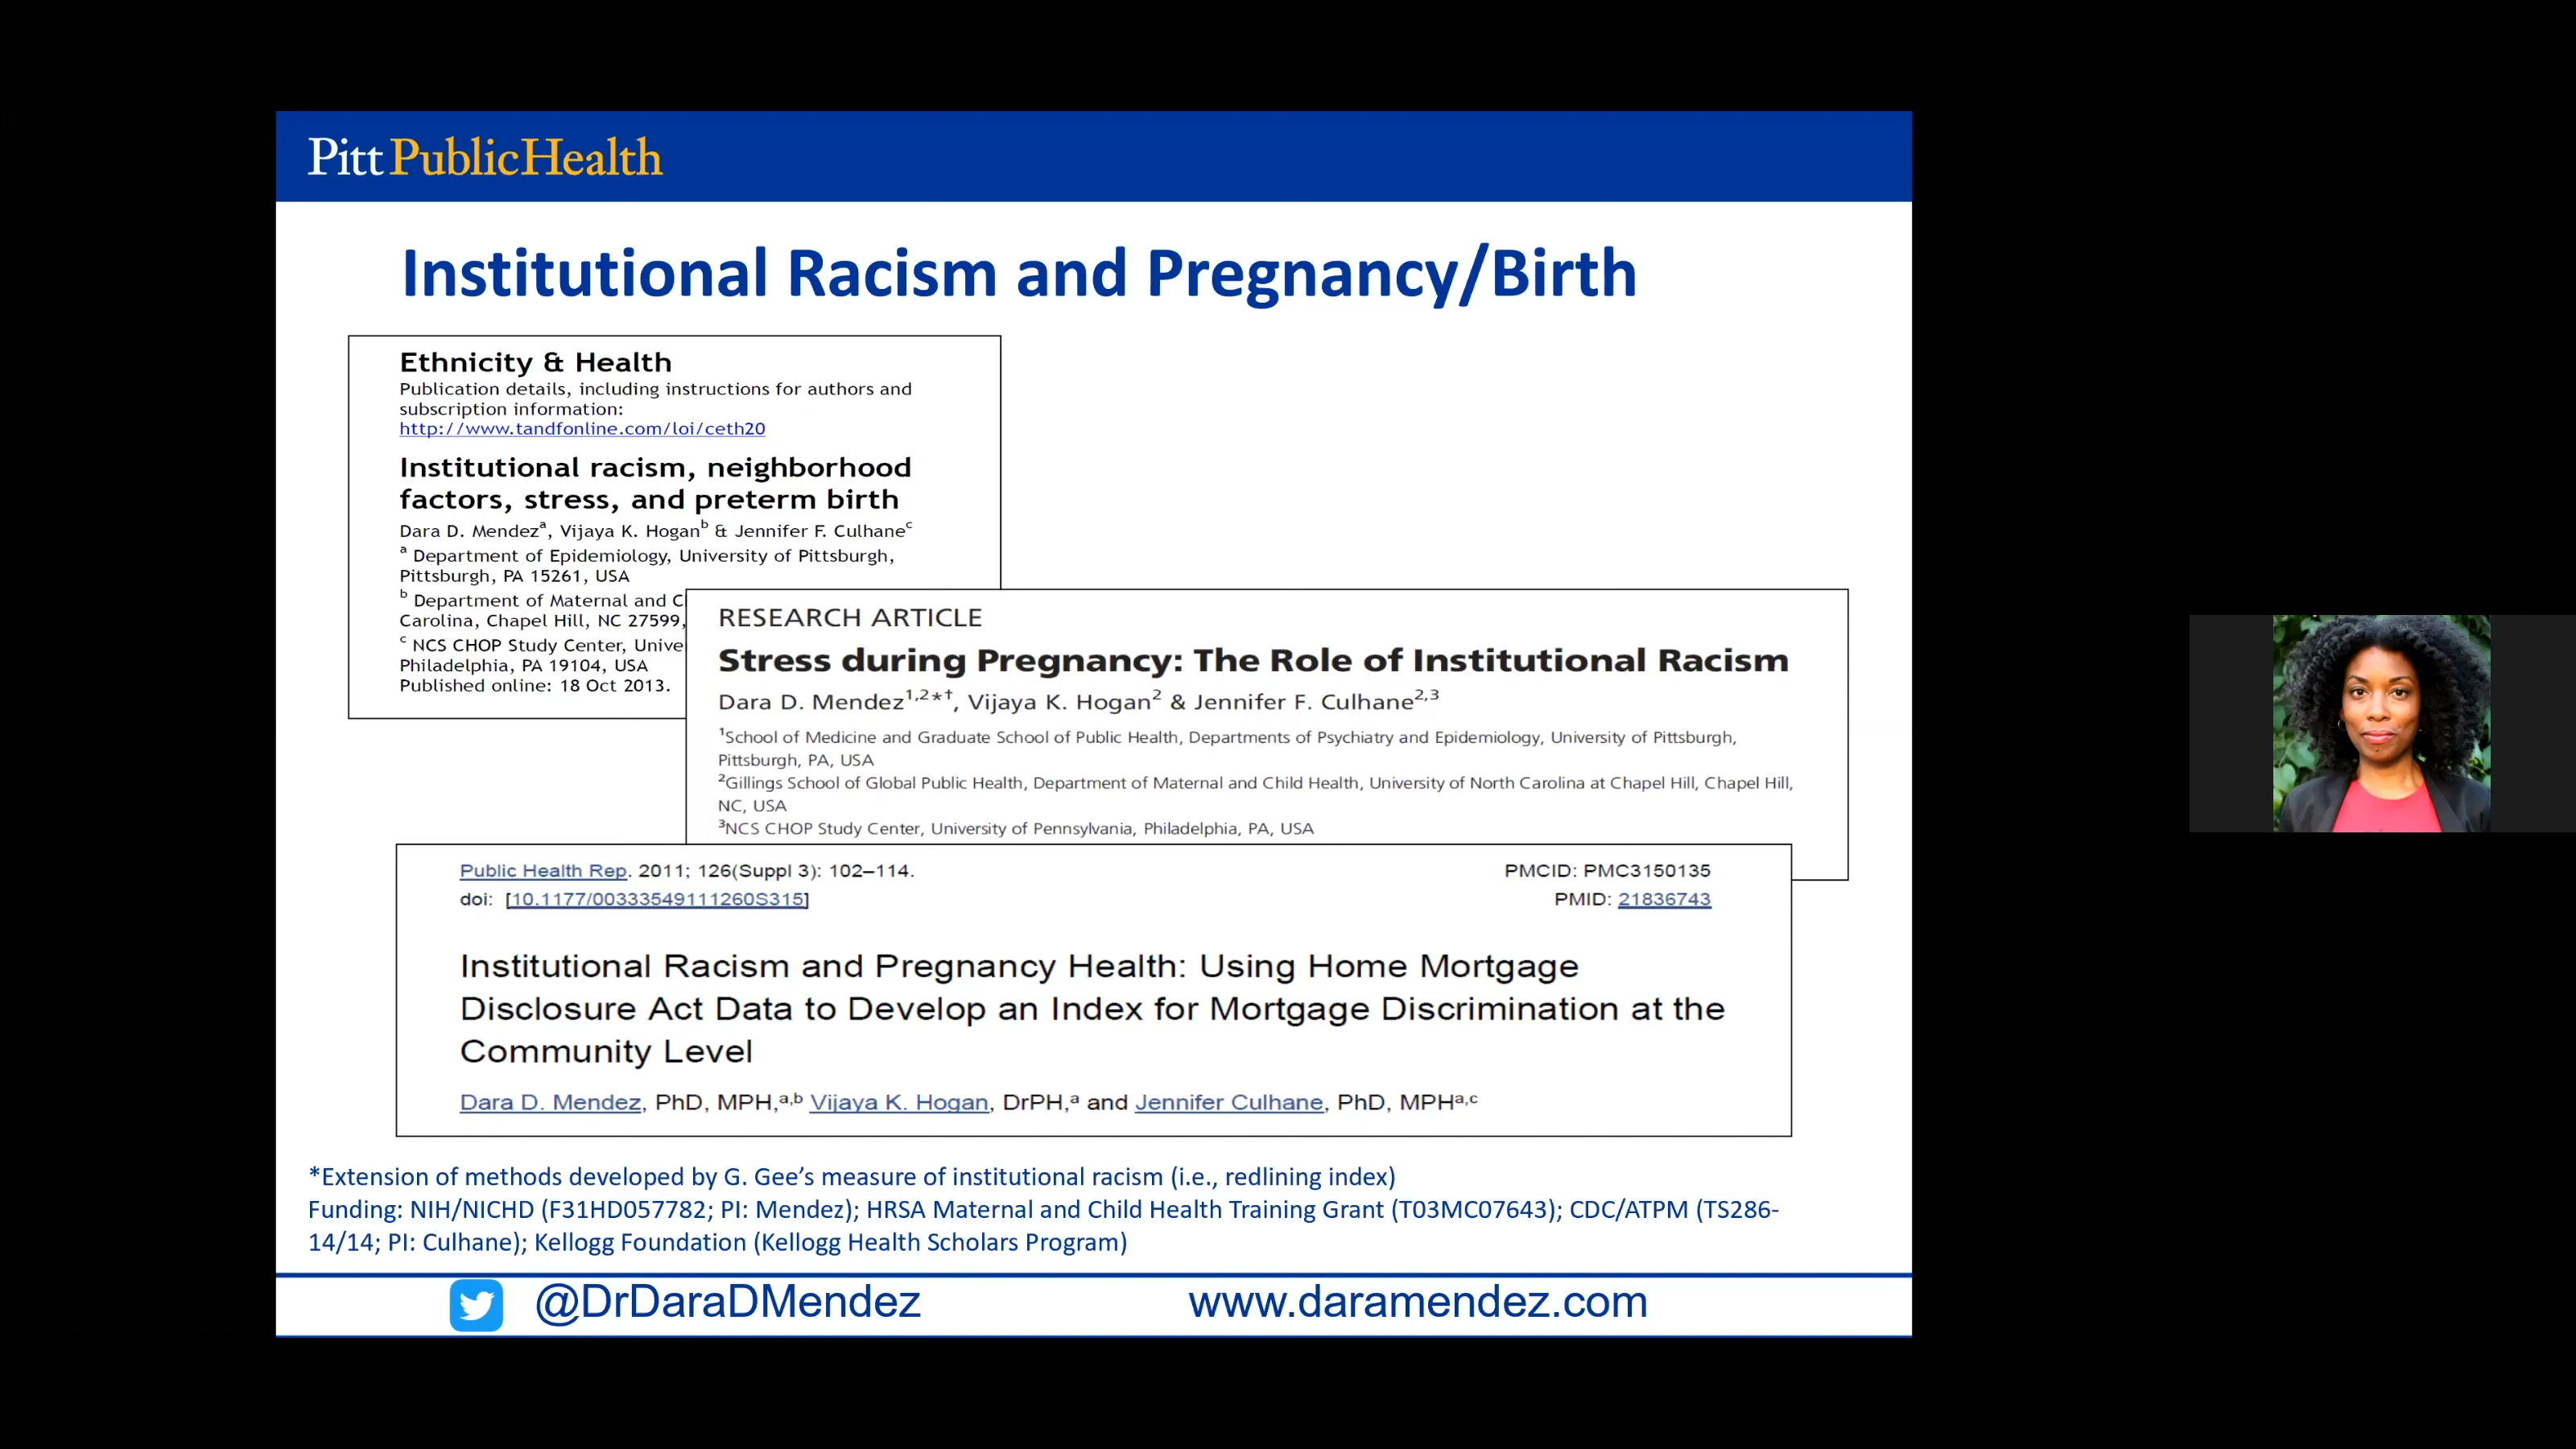 Pitt PublicHealth
Institutional Racism and Pregnancy/Birth
Ethnicity & Health
Publication details, including instructions for authors and
subscription information:
http://www.tandfonline.com/loi/ceth20
Institutional racism, neighborhood
factors, stress, and preterm birth
Dara D. Mendezᵃ, Vijaya K. Hoganᵇ & Jennifer F. Culhaneᶜ
ᵃ Department of Epidemiology, University of Pittsburgh,
Pittsburgh, PA 15261, USA
ᵇ Department of Maternal and C
Carolina, Chapel Hill, NC 27599,
ᶜ NCS CHOP Study Center, Unive
Philadelphia, PA 19104, USA
Published online: 18 Oct 2013.
RESEARCH ARTICLE
Stress during Pregnancy: The Role of Institutional Racism
Dara D. Mendez¹,²*†, Vijaya K. Hogan² & Jennifer F. Culhane²,³
¹School of Medicine and Graduate School of Public Health, Departments of Psychiatry and Epidemiology, University of Pittsburgh,
Pittsburgh, PA, USA
²Gillings School of Global Public Health, Department of Maternal and Child Health, University of North Carolina at Chapel Hill, Chapel Hill,
NC, USA
³NCS CHOP Study Center, University of Pennsylvania, Philadelphia, PA, USA
Public Health Rep. 2011; 126(Suppl 3): 102–114.
PMCID: PMC3150135
doi: [10.1177/00333549111260S315]
PMID: 21836743
Institutional Racism and Pregnancy Health: Using Home Mortgage
Disclosure Act Data to Develop an Index for Mortgage Discrimination at the
Community Level
Dara D. Mendez, PhD, MPH,ᵃ,ᵇ Vijaya K. Hogan, DrPH,ᵃ and Jennifer Culhane, PhD, MPHᵃ,ᶜ
*Extension of methods developed by G. Gee’s measure of institutional racism (i.e., redlining index)
Funding: NIH/NICHD (F31HD057782; PI: Mendez); HRSA Maternal and Child Health Training Grant (T03MC07643); CDC/ATPM (TS286-
14/14; PI: Culhane); Kellogg Foundation (Kellogg Health Scholars Program)
@DrDaraDMendez
www.daramendez.com